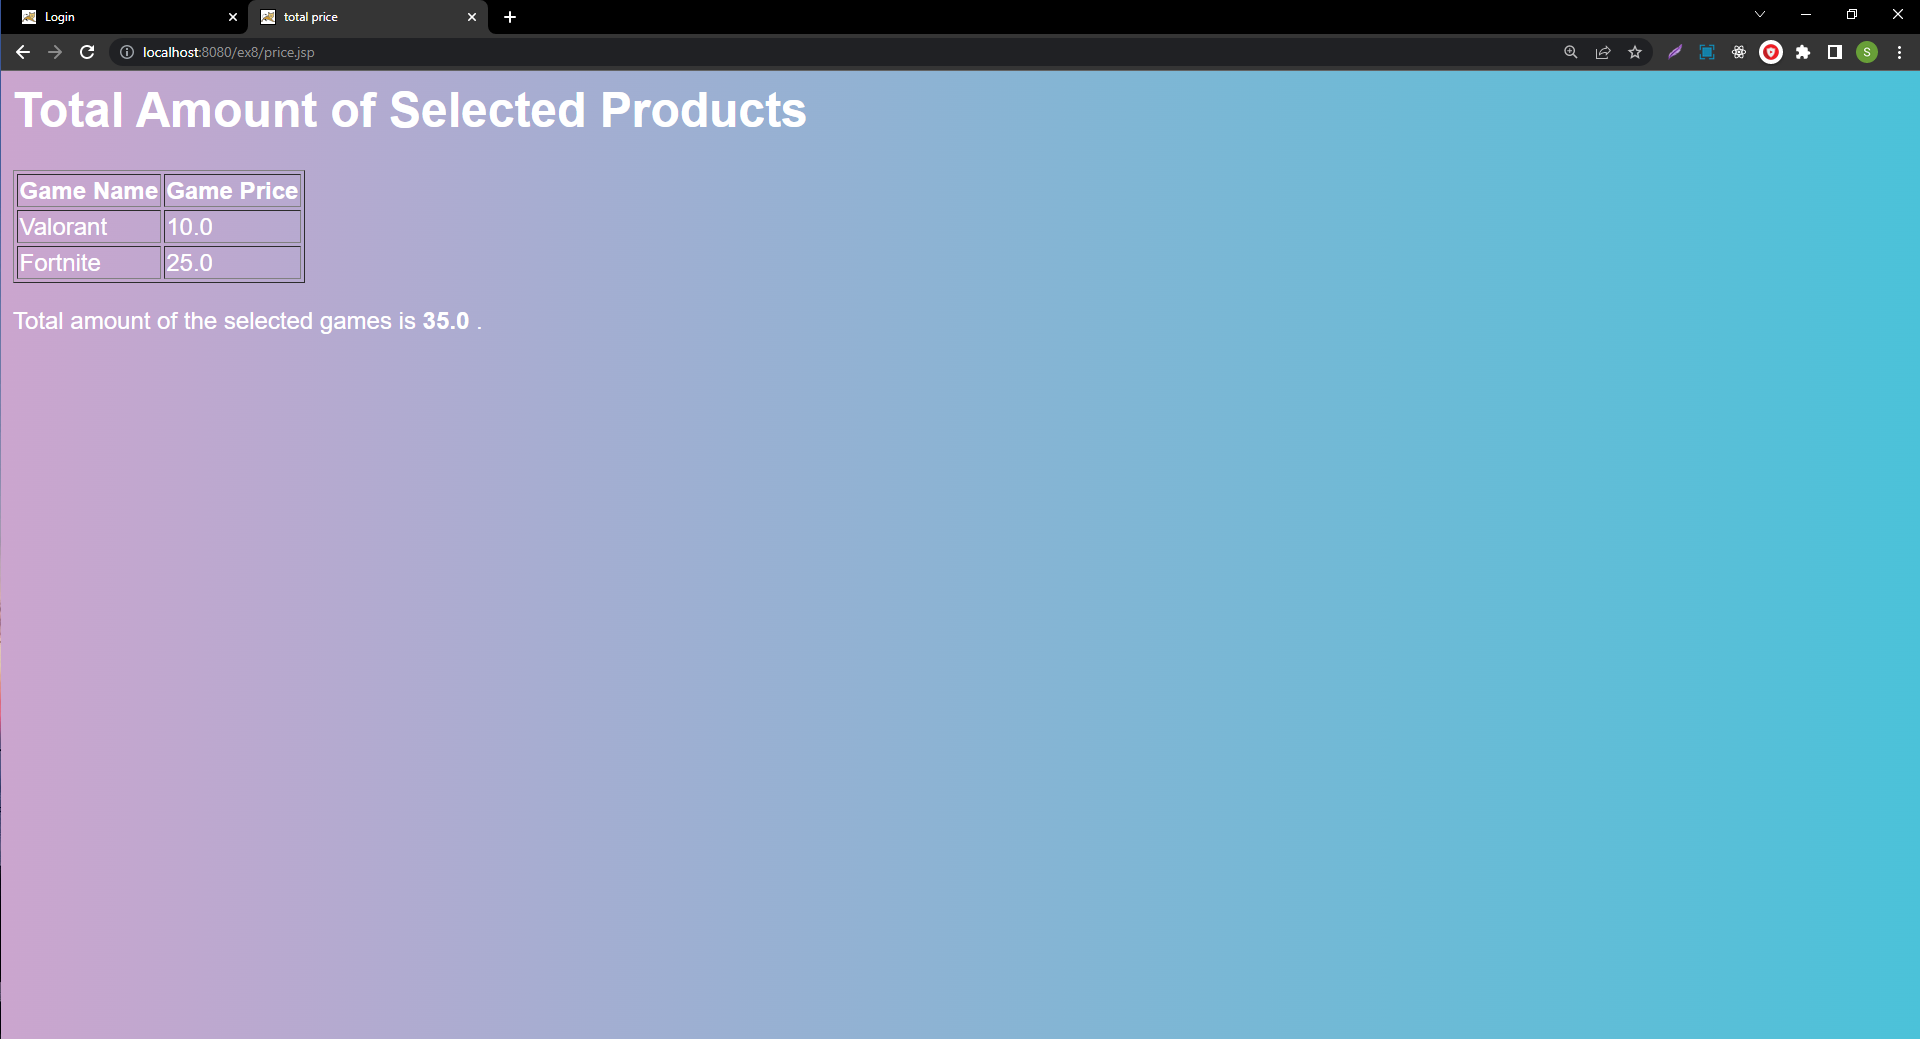 Login
total price
localhost:8080/ex8/price.jsp
S
Total Amount of Selected Products
Game Name Game Price
Valorant 10.0
Fortnite 25.0
Total amount of the selected games is 35.0 .